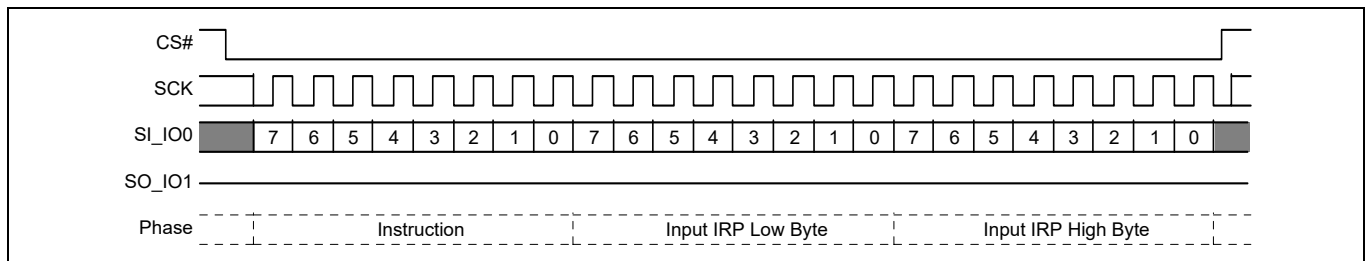 CS#
SCK
SI_IO0 7 6 5 4 3 2 1 0 7 6 5 4 3 2 1 0 7 6 5 4 3 2 1 0
SO_IO1
Phase Instruction Input IRP Low Byte Input IRP High Byte